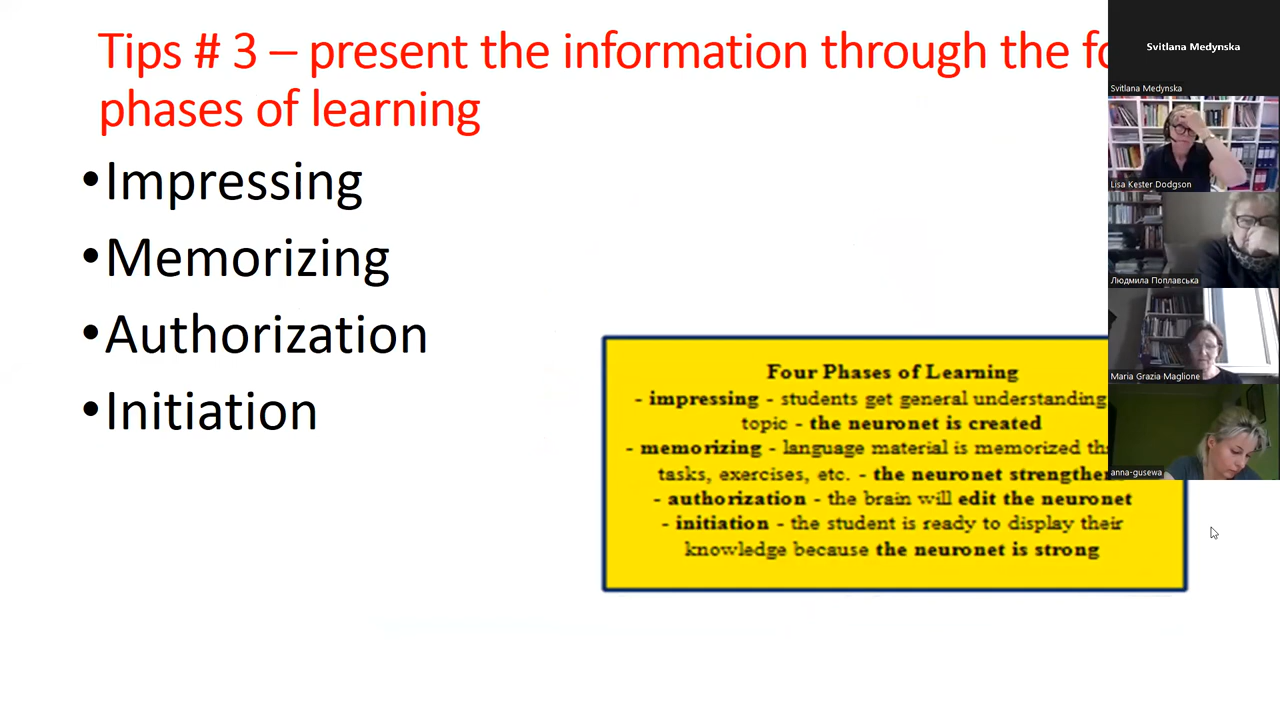 Tips # 3 – present the information through the fo
phases of learning
•Impressing
•Memorizing
•Authorization
•Initiation
Four Phases of Learning
- impressing - students get general understanding
topic - the neuronet is created
- memorizing - language material is memorized th
tasks, exercises, etc. - the neuronet strengthen
- authorization - the brain will edit the neuronet
- initiation - the student is ready to display their
knowledge because the neuronet is strong
Svitlana Medynska
Svitlana Medynska
Lisa Kester Dodgson
Людмила Поплавська
Maria Grazia Maglione
anna-gusewa